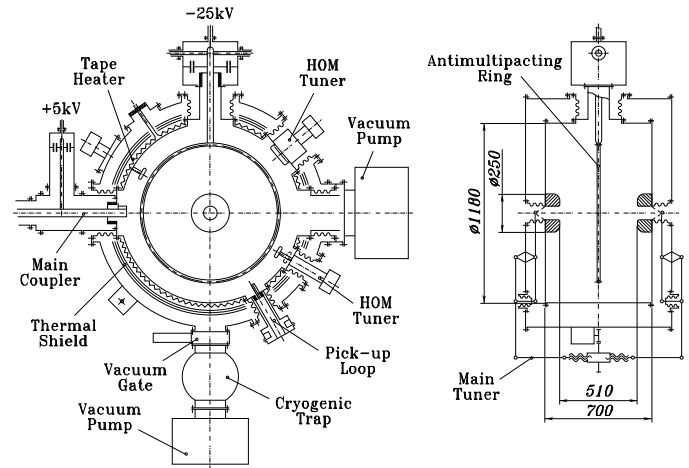 -25kV
Tape
Heater
HOM
Tuner
+5kV
Vacuum
Pump
Main
Coupler
Thermal
Shield
HOM
Tuner
Pick-up
Loop
Vacuum
Gate
Cryogenic
Trap
Vacuum
Pump
Antimultipacting
Ring
ø1180
ø250
Main
Tuner
510
700